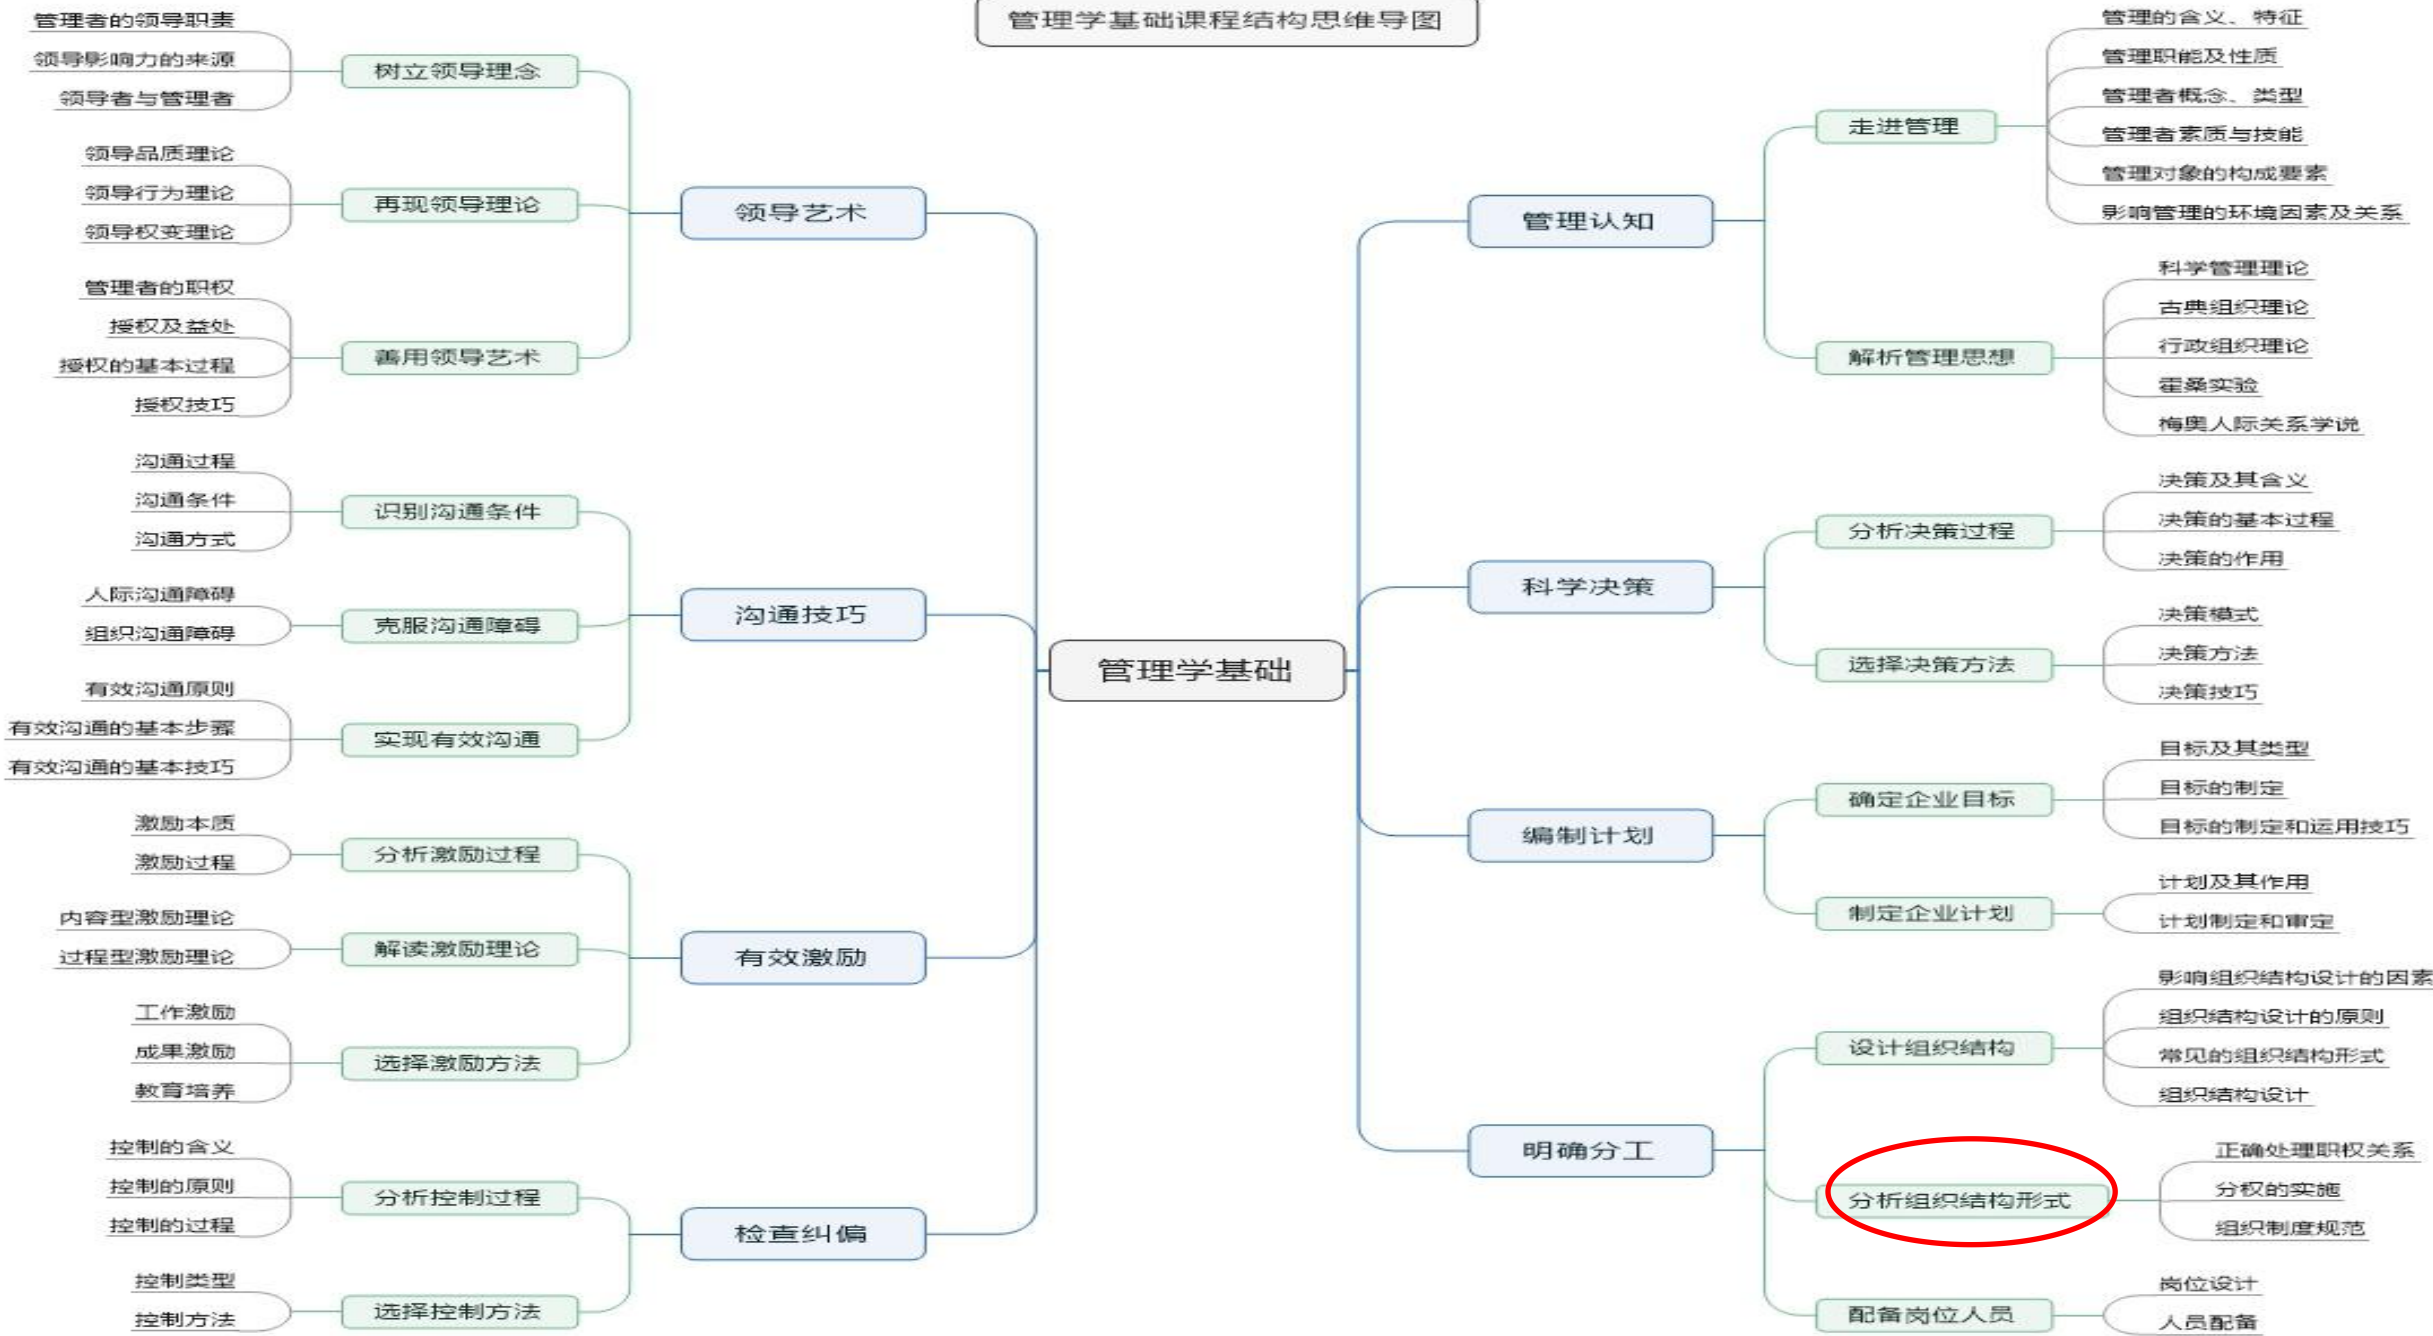 管理学基础课程结构思维导图
管理学基础
领导艺术
树立领导理念
管理者的领导职责
领导影响力的来源
领导者与管理者
再现领导理论
领导品质理论
领导行为理论
领导权变理论
善用领导艺术
管理者的职权
授权及益处
授权的基本过程
授权技巧
沟通技巧
识别沟通条件
沟通过程
沟通条件
沟通方式
克服沟通障碍
人际沟通障碍
组织沟通障碍
实现有效沟通
有效沟通原则
有效沟通的基本步骤
有效沟通的基本技巧
有效激励
分析激励过程
激励本质
激励过程
解读激励理论
内容型激励理论
过程型激励理论
选择激励方法
工作激励
成果激励
教育培养
检查纠偏
分析控制过程
控制的含义
控制的原则
控制的过程
选择控制方法
控制类型
控制方法
管理认知
走进管理
管理的含义、特征
管理职能及性质
管理者概念、类型
管理者素质与技能
管理对象的构成要素
影响管理的环境因素及关系
解析管理思想
科学管理理论
古典组织理论
行政组织理论
霍桑实验
梅奥人际关系学说
科学决策
分析决策过程
决策及其含义
决策的基本过程
决策的作用
选择决策方法
决策模式
决策方法
决策技巧
编制计划
确定企业目标
目标及其类型
目标的制定
目标的制定和运用技巧
制定企业计划
计划及其作用
计划制定和审定
明确分工
设计组织结构
影响组织结构设计的因素
组织结构设计的原则
常见的组织结构形式
组织结构设计
分析组织结构形式
正确处理职权关系
分权的实施
组织制度规范
配备岗位人员
岗位设计
人员配备